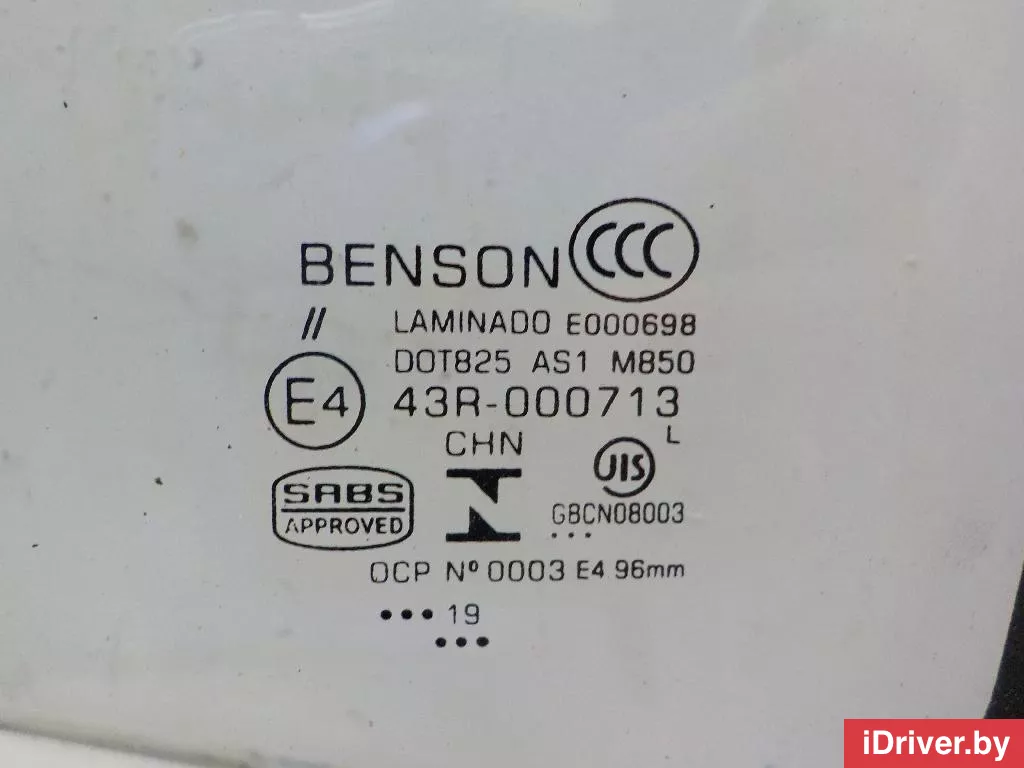 BENSON CCC
// LAMINADO E000698
DOT825 AS1 M850
E4 43R-000713
CHN L
SABS JIS
APPROVED G8CN08003
OCP Nº 0003 E4 96mm
••• 19
•••
iDriver.by